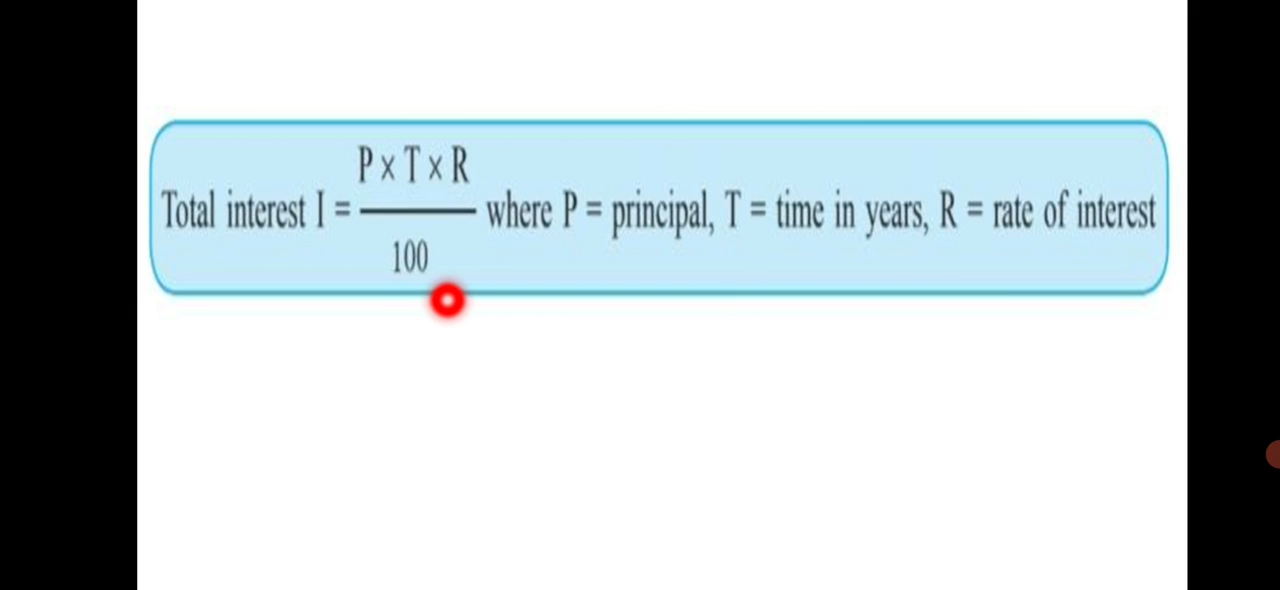 P × T × R
Total interest I = ――― where P = principal, T = time in years, R = rate of interest
100